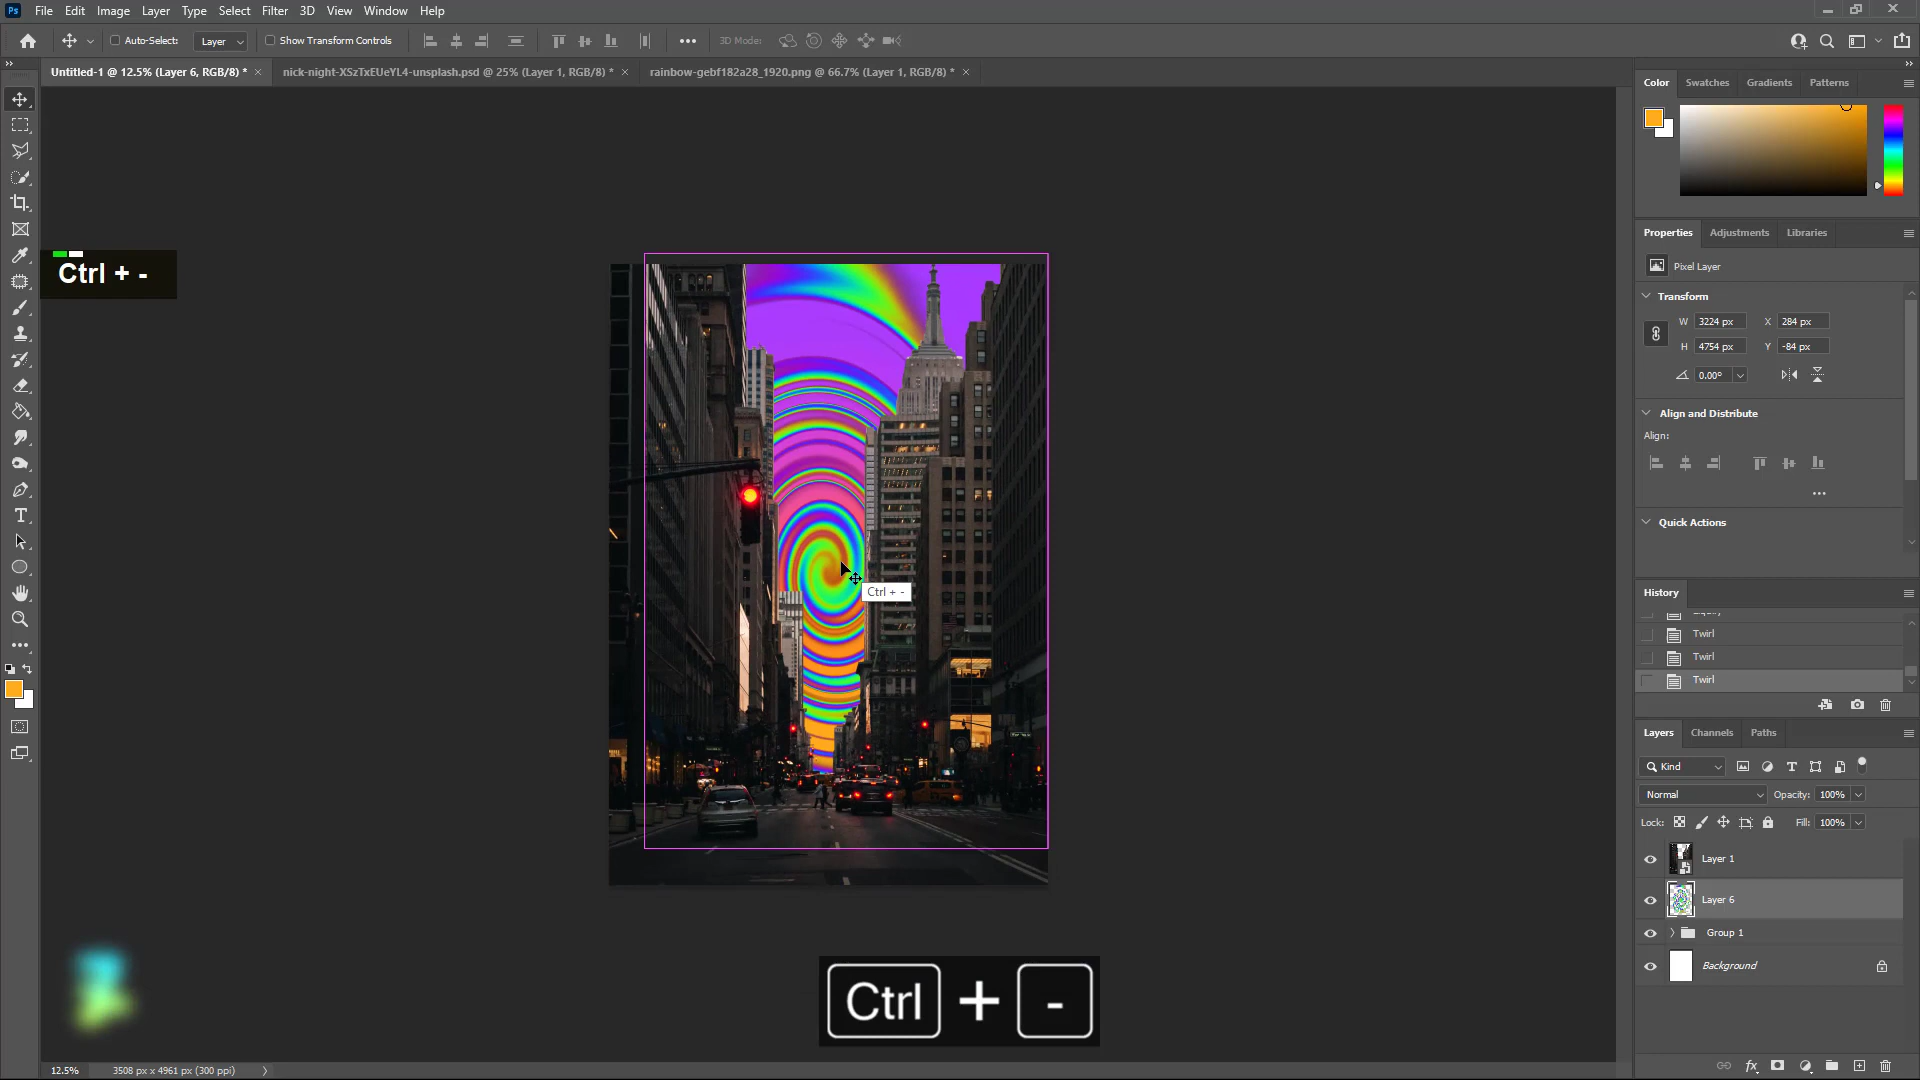 File Edit Image Layer Type Select Filter 3D View Window Help
Auto-Select: Layer Show Transform Controls 3D Mode:
Untitled-1 @ 12.5% (Layer 6, RGB/8) * × nick-night-XSzTxEUeYL4-unsplash.psd @ 25% (Layer 1, RGB/8) * × rainbow-gebf182a28_1920.png @ 66.7% (Layer 1, RGB/8) * ×
Color Swatches Gradients Patterns
Properties Adjustments Libraries
Pixel Layer
Transform
W 3224 px X 284 px
H 4754 px Y -84 px
0.00°
Align and Distribute
Align:
Quick Actions
History
Twirl
Twirl
Twirl
Layers Channels Paths
Kind
Normal Opacity: 100%
Lock: Fill: 100%
Layer 1
Layer 6
Group 1
Background
Ctrl + -
Ctrl + -
Ctrl + -
12.5% 3508 px x 4961 px (300 ppi)